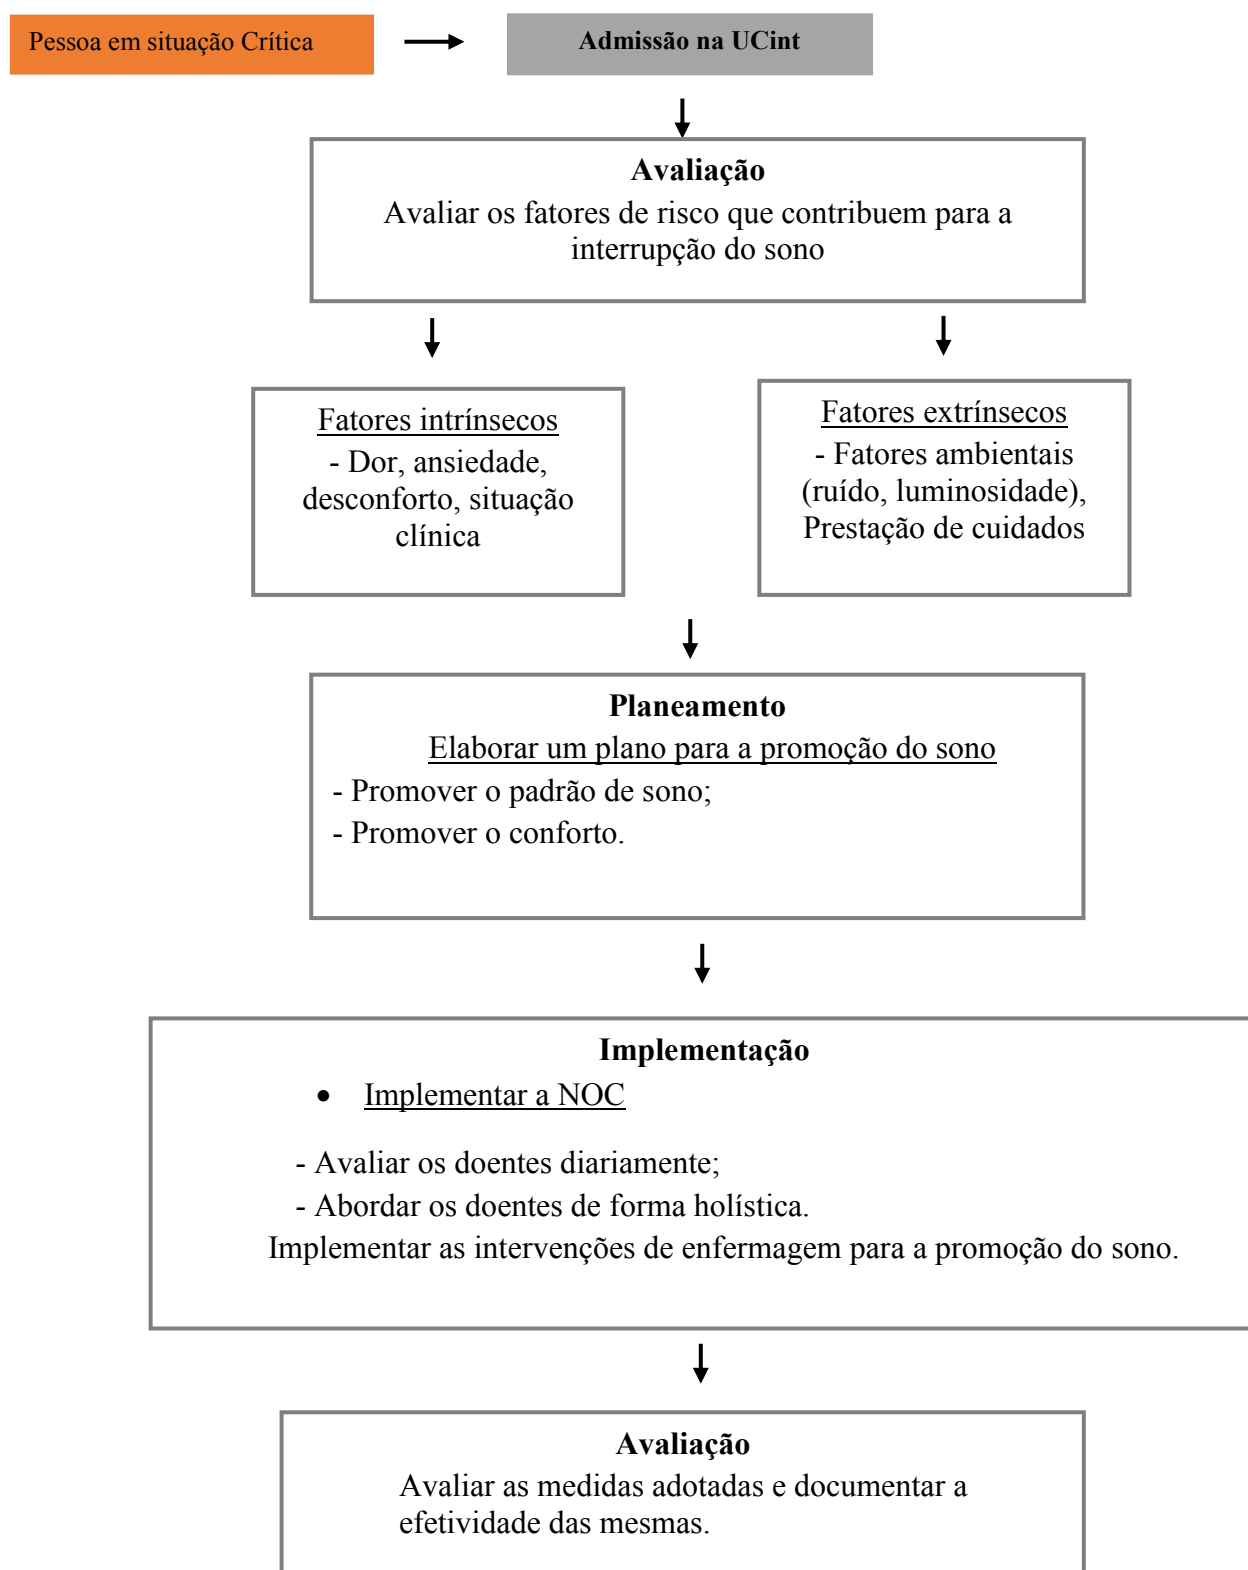 Pessoa em situação Crítica
Admissão na UCint
Avaliação
Avaliar os fatores de risco que contribuem para a
interrupção do sono
Fatores intrínsecos
- Dor, ansiedade,
desconforto, situação
clínica
Fatores extrínsecos
- Fatores ambientais
(ruído, luminosidade),
Prestação de cuidados
Planeamento
Elaborar um plano para a promoção do sono
- Promover o padrão de sono;
- Promover o conforto.
Implementação
• Implementar a NOC
- Avaliar os doentes diariamente;
- Abordar os doentes de forma holística.
Implementar as intervenções de enfermagem para a promoção do sono.
Avaliação
Avaliar as medidas adotadas e documentar a
efetividade das mesmas.